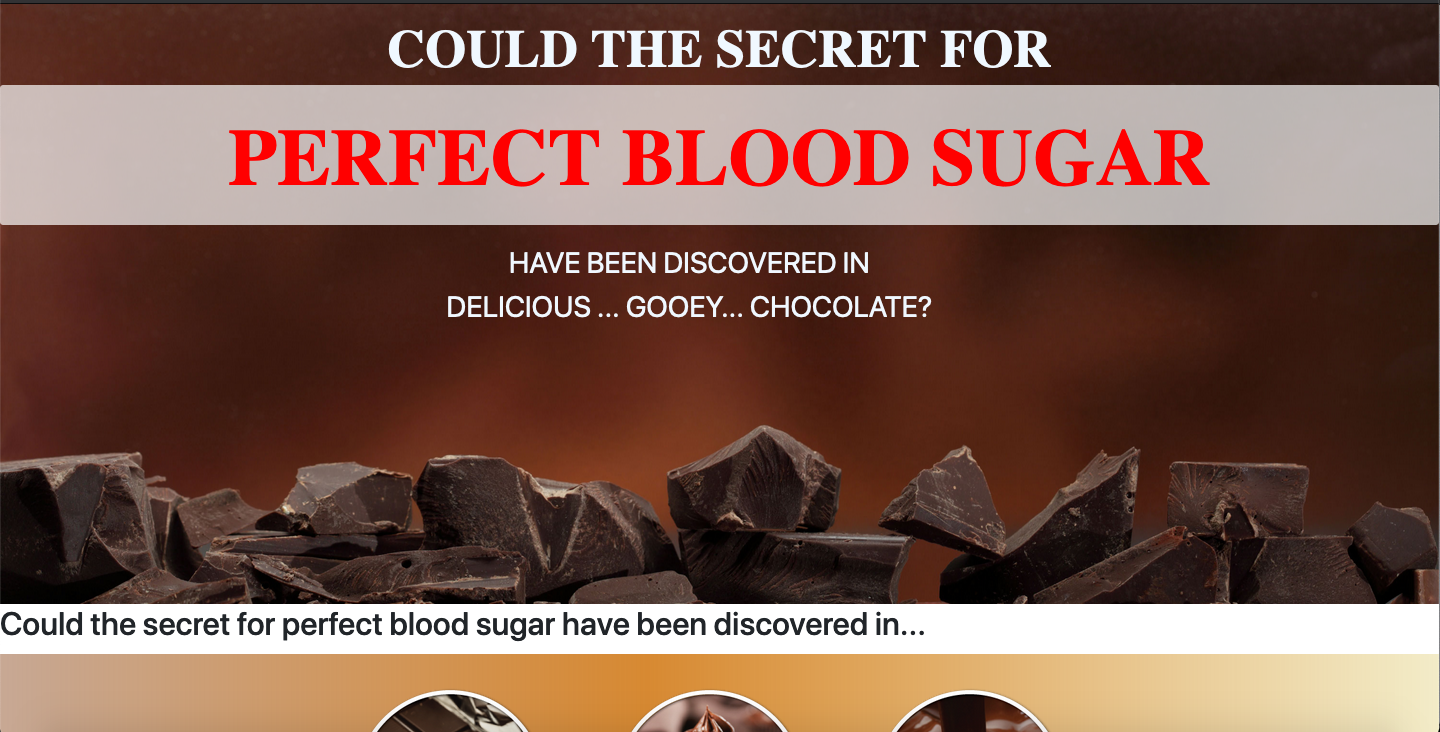 COULD THE SECRET FOR
PERFECT BLOOD SUGAR
HAVE BEEN DISCOVERED IN
DELICIOUS ... GOOEY... CHOCOLATE?
Could the secret for perfect blood sugar have been discovered in...